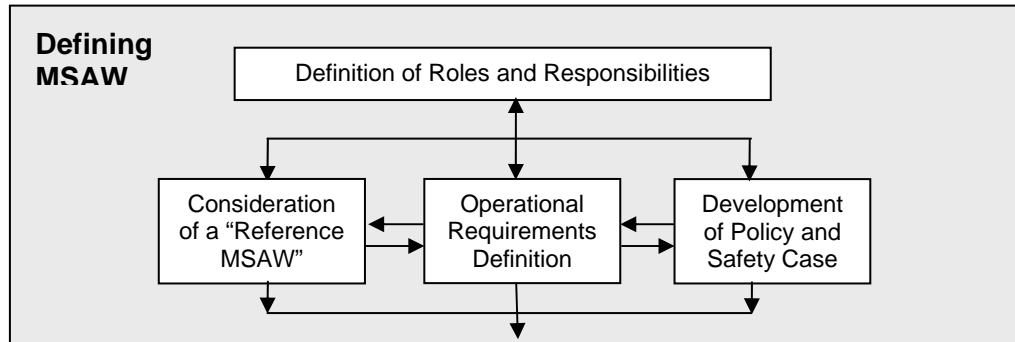 Defining
MSAW
Definition of Roles and Responsibilities
Consideration
of a “Reference
MSAW”
Operational
Requirements
Definition
Development
of Policy and
Safety Case